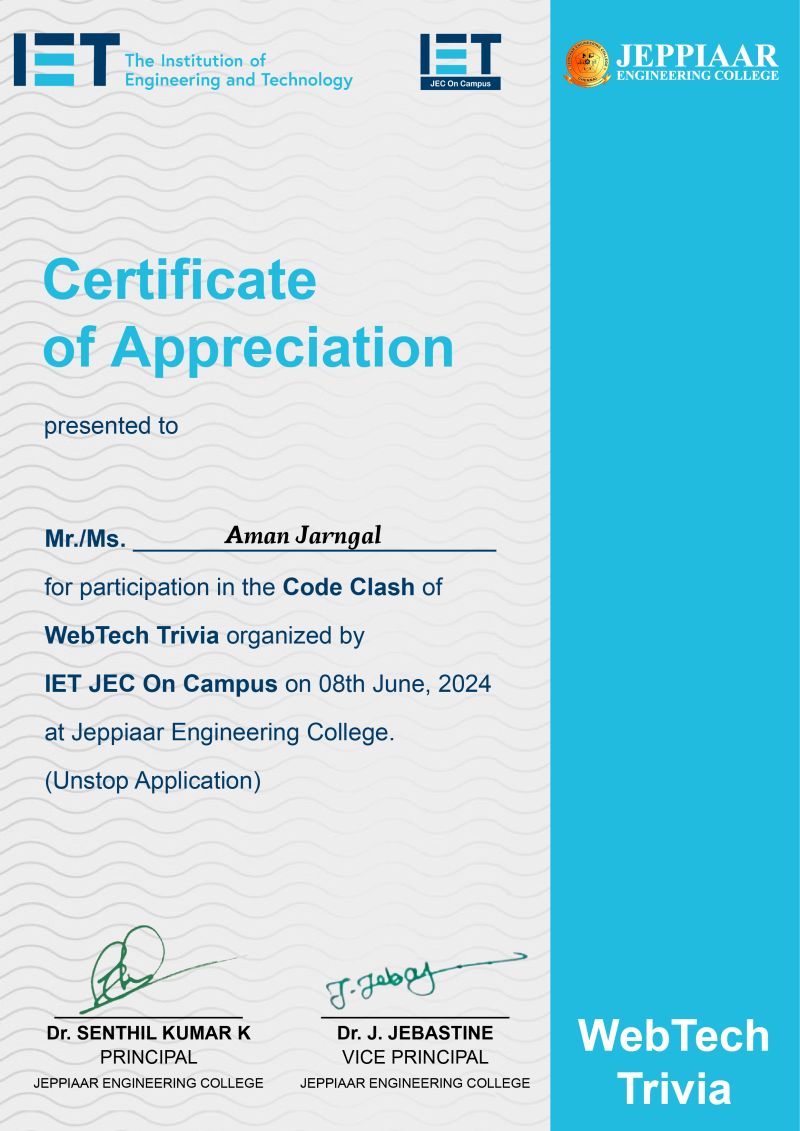 IET The Institution of
Engineering and Technology
IET
JEC On Campus
JEPPIAAR
ENGINEERING COLLEGE
Certificate
of Appreciation
presented to
Mr./Ms. Aman Jarngal
for participation in the Code Clash of
WebTech Trivia organized by
IET JEC On Campus on 08th June, 2024
at Jeppiaar Engineering College.
(Unstop Application)
J. Jebaj
Dr. SENTHIL KUMAR K
PRINCIPAL
JEPPIAAR ENGINEERING COLLEGE
Dr. J. JEBASTINE
VICE PRINCIPAL
JEPPIAAR ENGINEERING COLLEGE
WebTech
Trivia